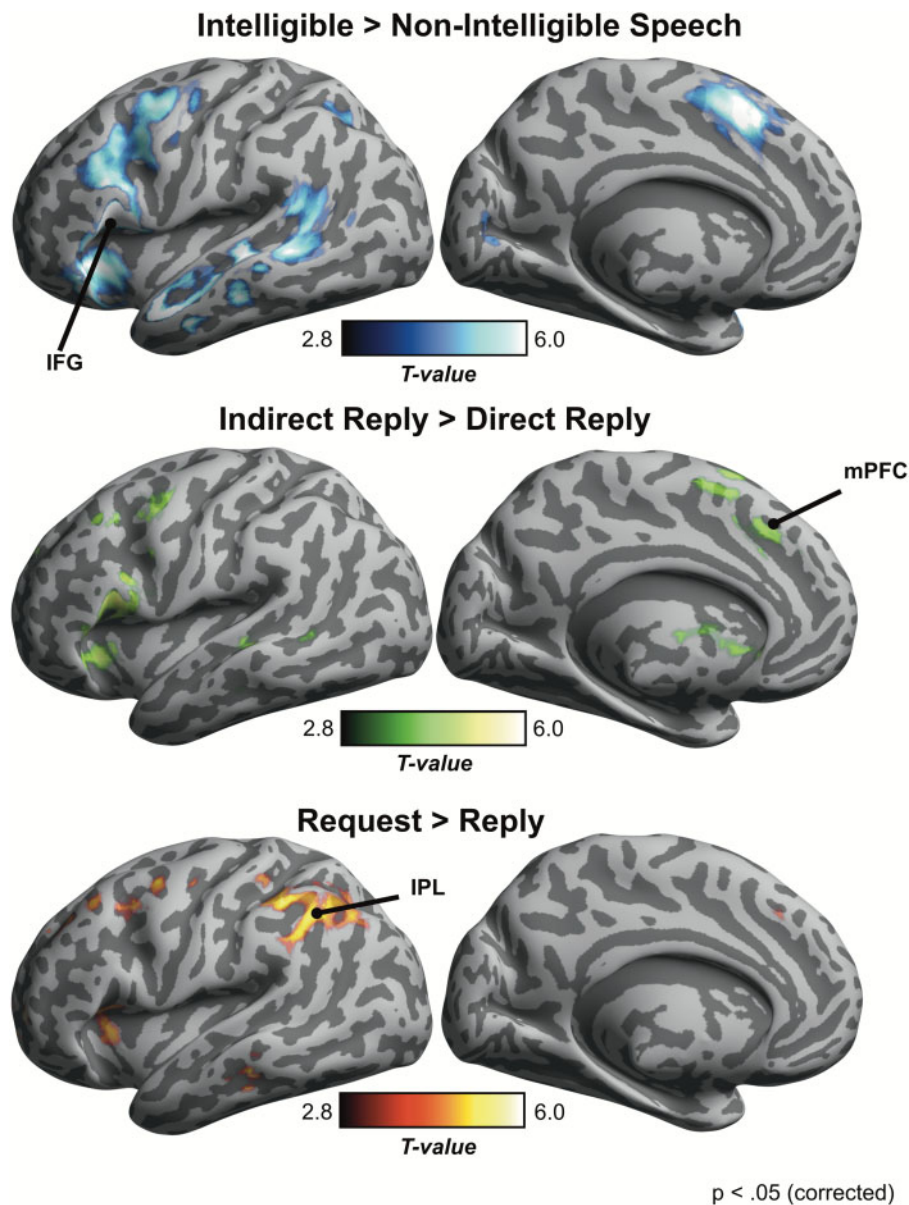 Intelligible > Non-Intelligible Speech
IFG
2.8 6.0
T-value
Indirect Reply > Direct Reply
mPFC
2.8 6.0
T-value
Request > Reply
IPL
2.8 6.0
T-value
p < .05 (corrected)